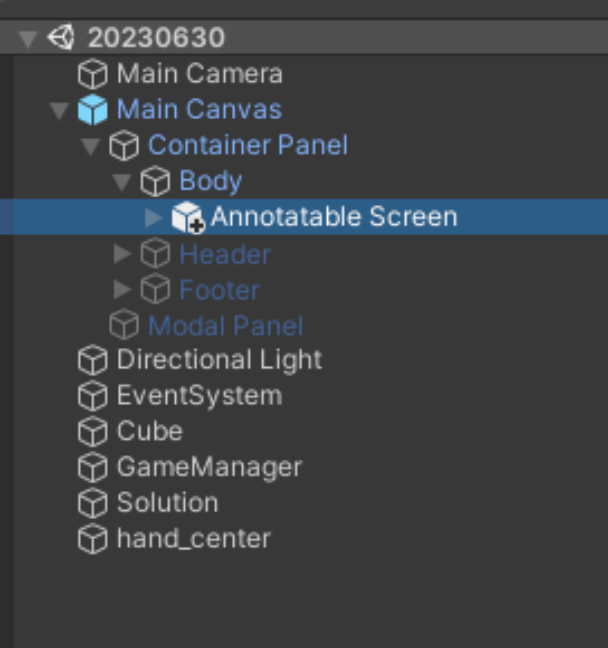 20230630
Main Camera
Main Canvas
Container Panel
Body
Annotatable Screen
Header
Footer
Modal Panel
Directional Light
EventSystem
Cube
GameManager
Solution
hand_center